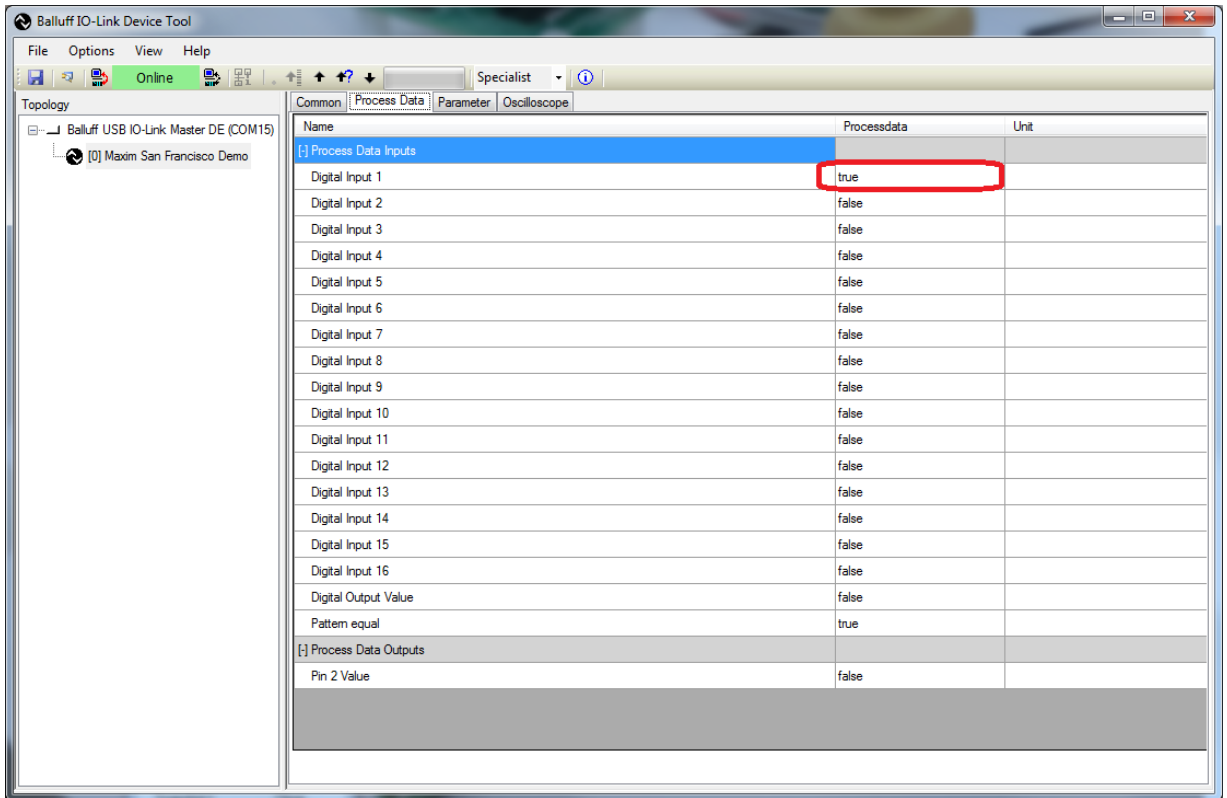 Balluff IO-Link Device Tool
File Options View Help
Online Specialist
Topology
Common Process Data Parameter Oscilloscope
Balluff USB IO-Link Master DE (COM15)
[0] Maxim San Francisco Demo
Name Processdata Unit
[-] Process Data Inputs
Digital Input 1 true
Digital Input 2 false
Digital Input 3 false
Digital Input 4 false
Digital Input 5 false
Digital Input 6 false
Digital Input 7 false
Digital Input 8 false
Digital Input 9 false
Digital Input 10 false
Digital Input 11 false
Digital Input 12 false
Digital Input 13 false
Digital Input 14 false
Digital Input 15 false
Digital Input 16 false
Digital Output Value false
Pattern equal true
[-] Process Data Outputs
Pin 2 Value false